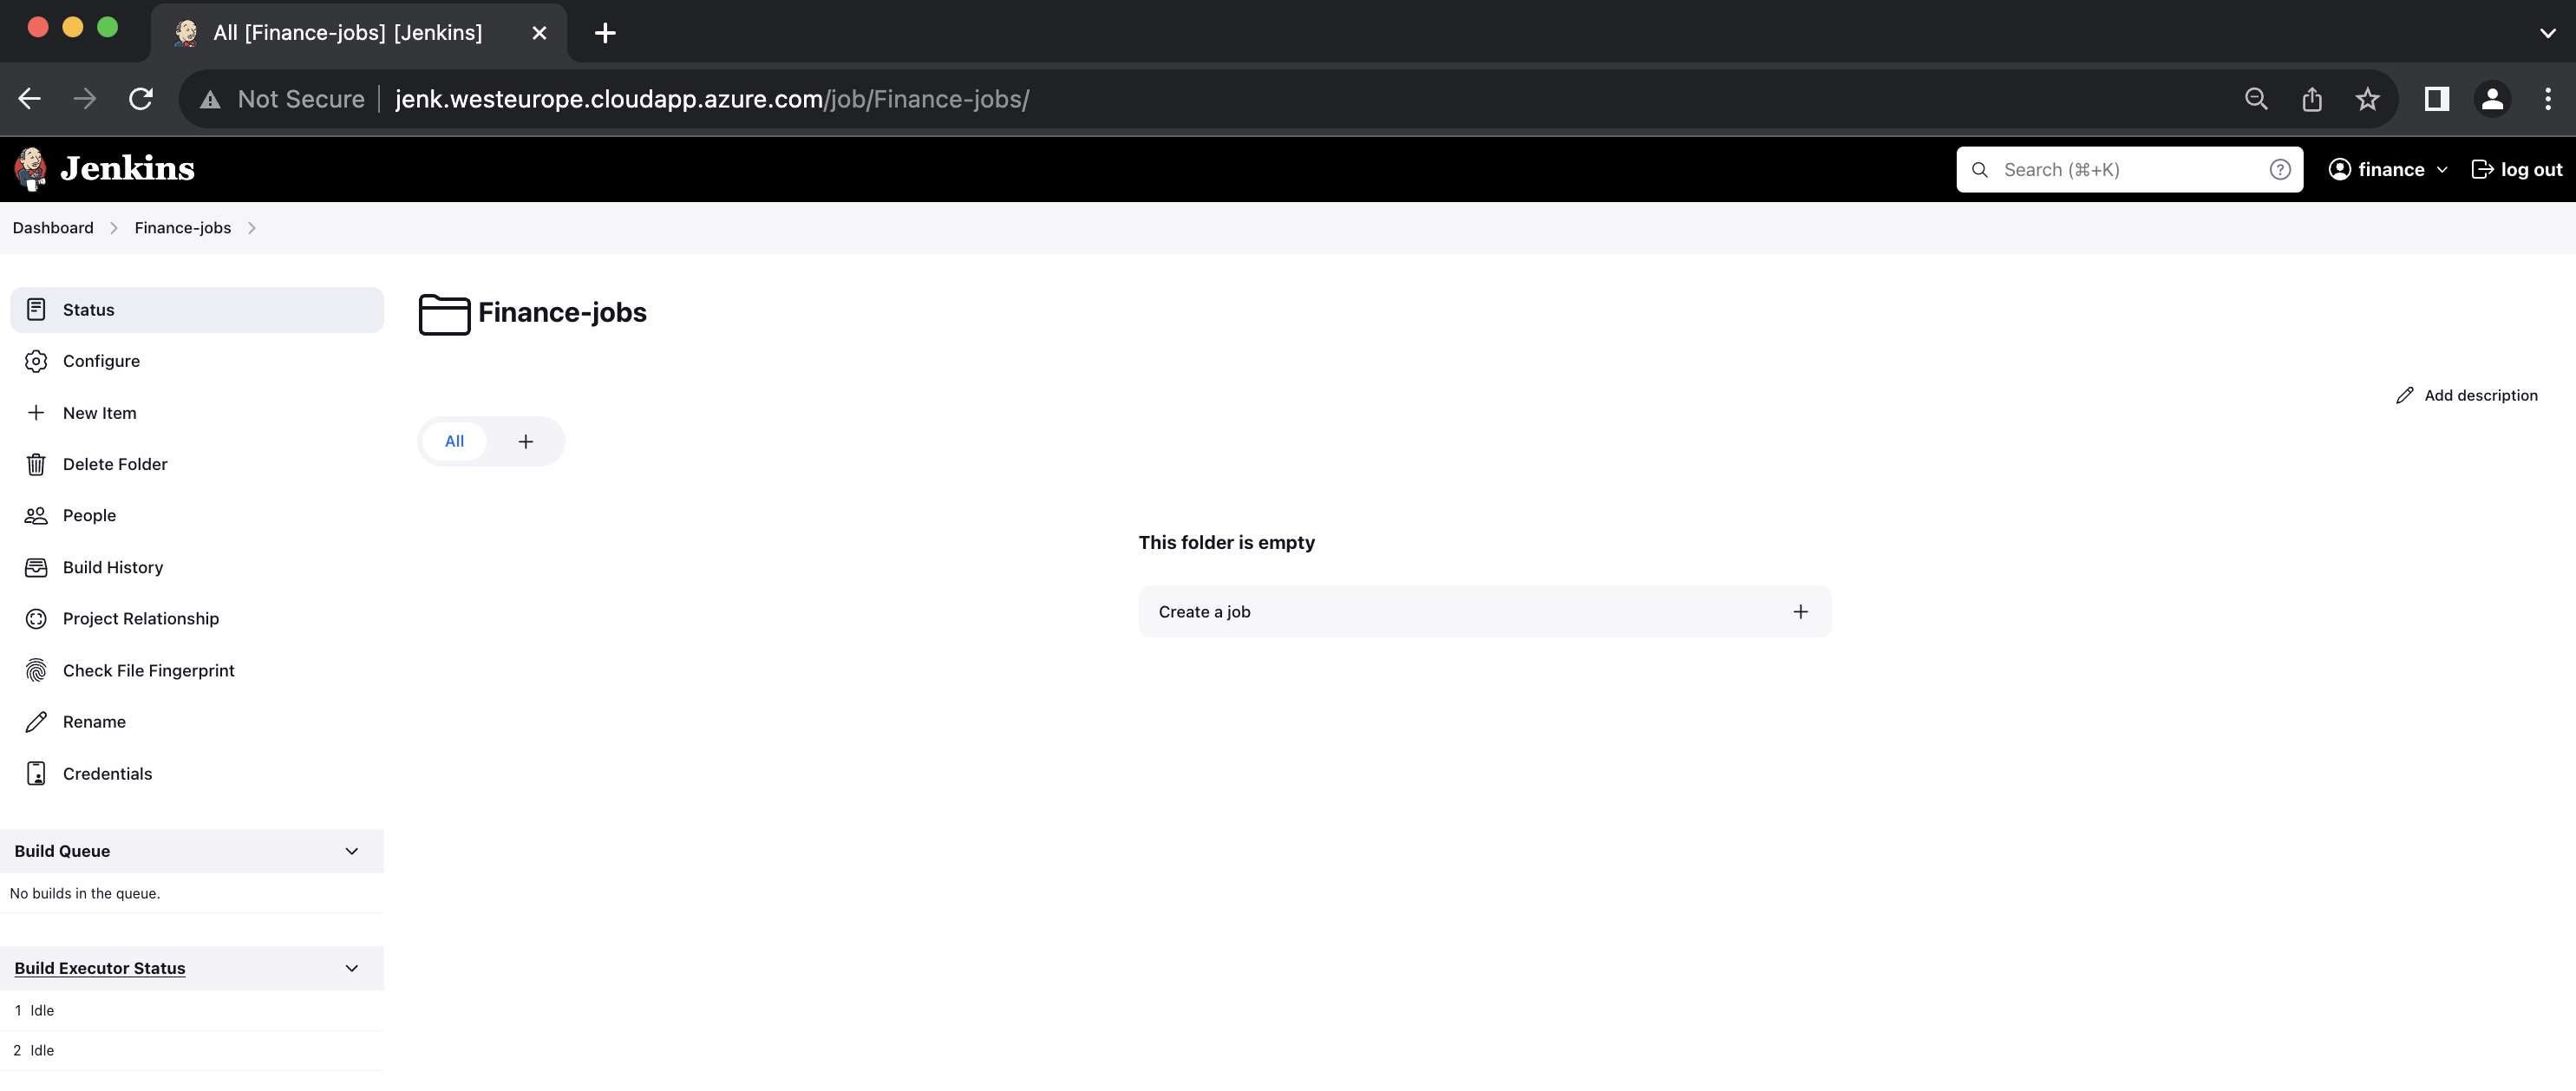 All [Finance-jobs] [Jenkins]
Not Secure jenk.westeurope.cloudapp.azure.com/job/Finance-jobs/
Jenkins
Search (⌘+K)
finance
log out
Dashboard
Finance-jobs
Status
Configure
New Item
Delete Folder
People
Build History
Project Relationship
Check File Fingerprint
Rename
Credentials
Build Queue
No builds in the queue.
Build Executor Status
1 Idle
2 Idle
Finance-jobs
Add description
All +
This folder is empty
Create a job